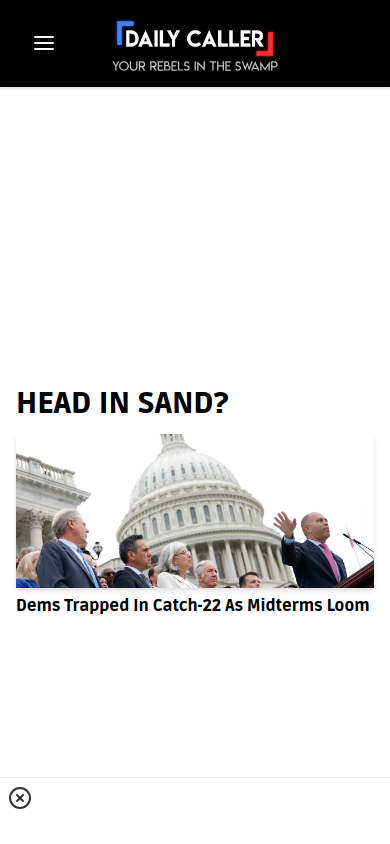 DAILY CALLER
YOUR REBELS IN THE SWAMP
HEAD IN SAND?
Dems Trapped In Catch-22 As Midterms Loom